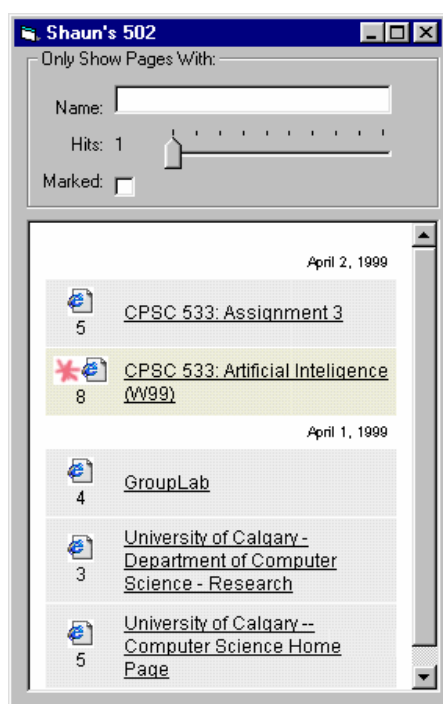 Shaun's 502
Only Show Pages With:
Name:
Hits: 1
Marked:
April 2, 1999
5
CPSC 533: Assignment 3
CPSC 533: Artificial Inteligence
8
(W99)
April 1, 1999
4
GroupLab
University of Calgary -
Department of Computer
3
Science - Research
University of Calgary --
Computer Science Home
5
Page